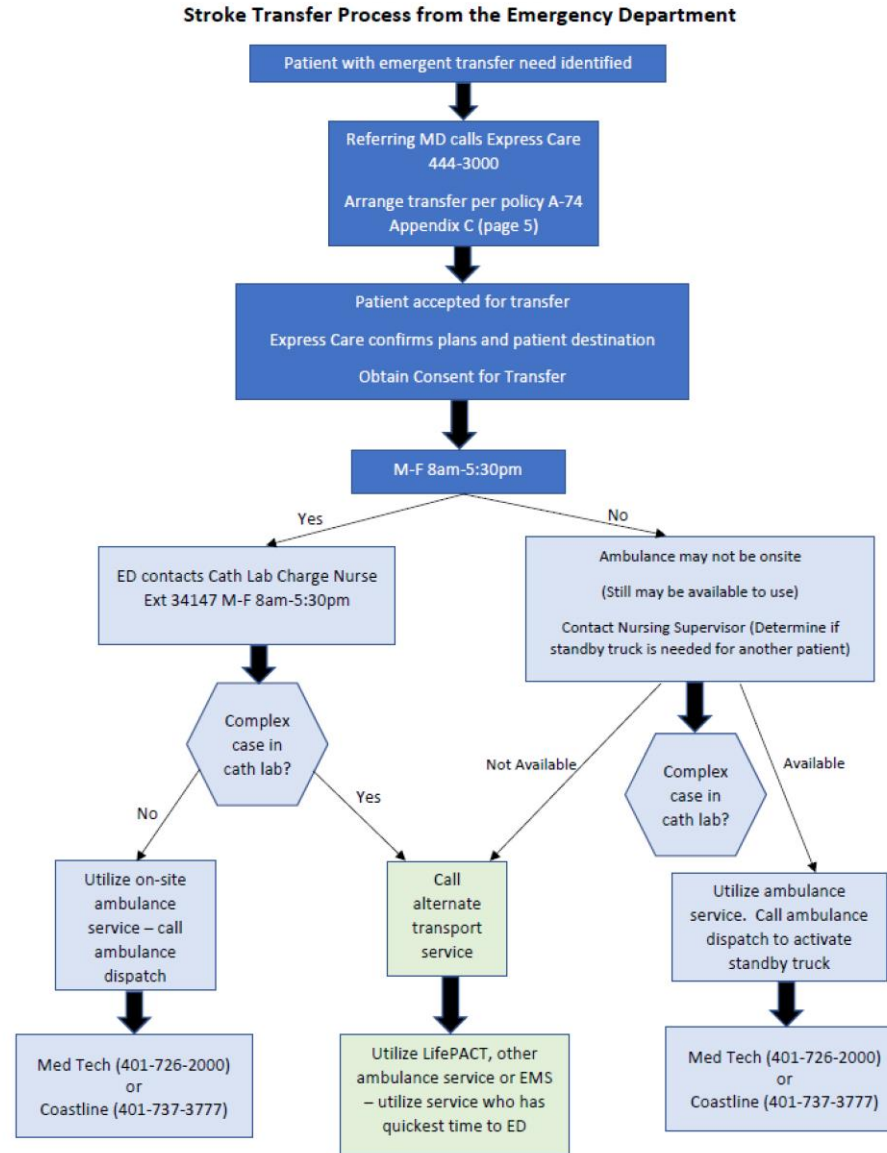 Stroke Transfer Process from the Emergency Department
Patient with emergent transfer need identified
Referring MD calls Express Care
444-3000
Arrange transfer per policy A-74
Appendix C (page 5)
Patient accepted for transfer
Express Care confirms plans and patient destination
Obtain Consent for Transfer
M-F 8am-5:30pm
Yes
No
ED contacts Cath Lab Charge Nurse
Ext 34147 M-F 8am-5:30pm
Ambulance may not be onsite
(Still may be available to use)
Contact Nursing Supervisor (Determine if
standby truck is needed for another patient)
Complex
case in
cath lab?
No
Yes
Not Available
Complex
case in
cath lab?
Available
Utilize on-site
ambulance
service – call
ambulance
dispatch
Call
alternate
transport
service
Utilize ambulance
service. Call ambulance
dispatch to activate
standby truck
Med Tech (401-726-2000)
or
Coastline (401-737-3777)
Utilize LifePACT, other
ambulance service or EMS
– utilize service who has
quickest time to ED
Med Tech (401-726-2000)
or
Coastline (401-737-3777)